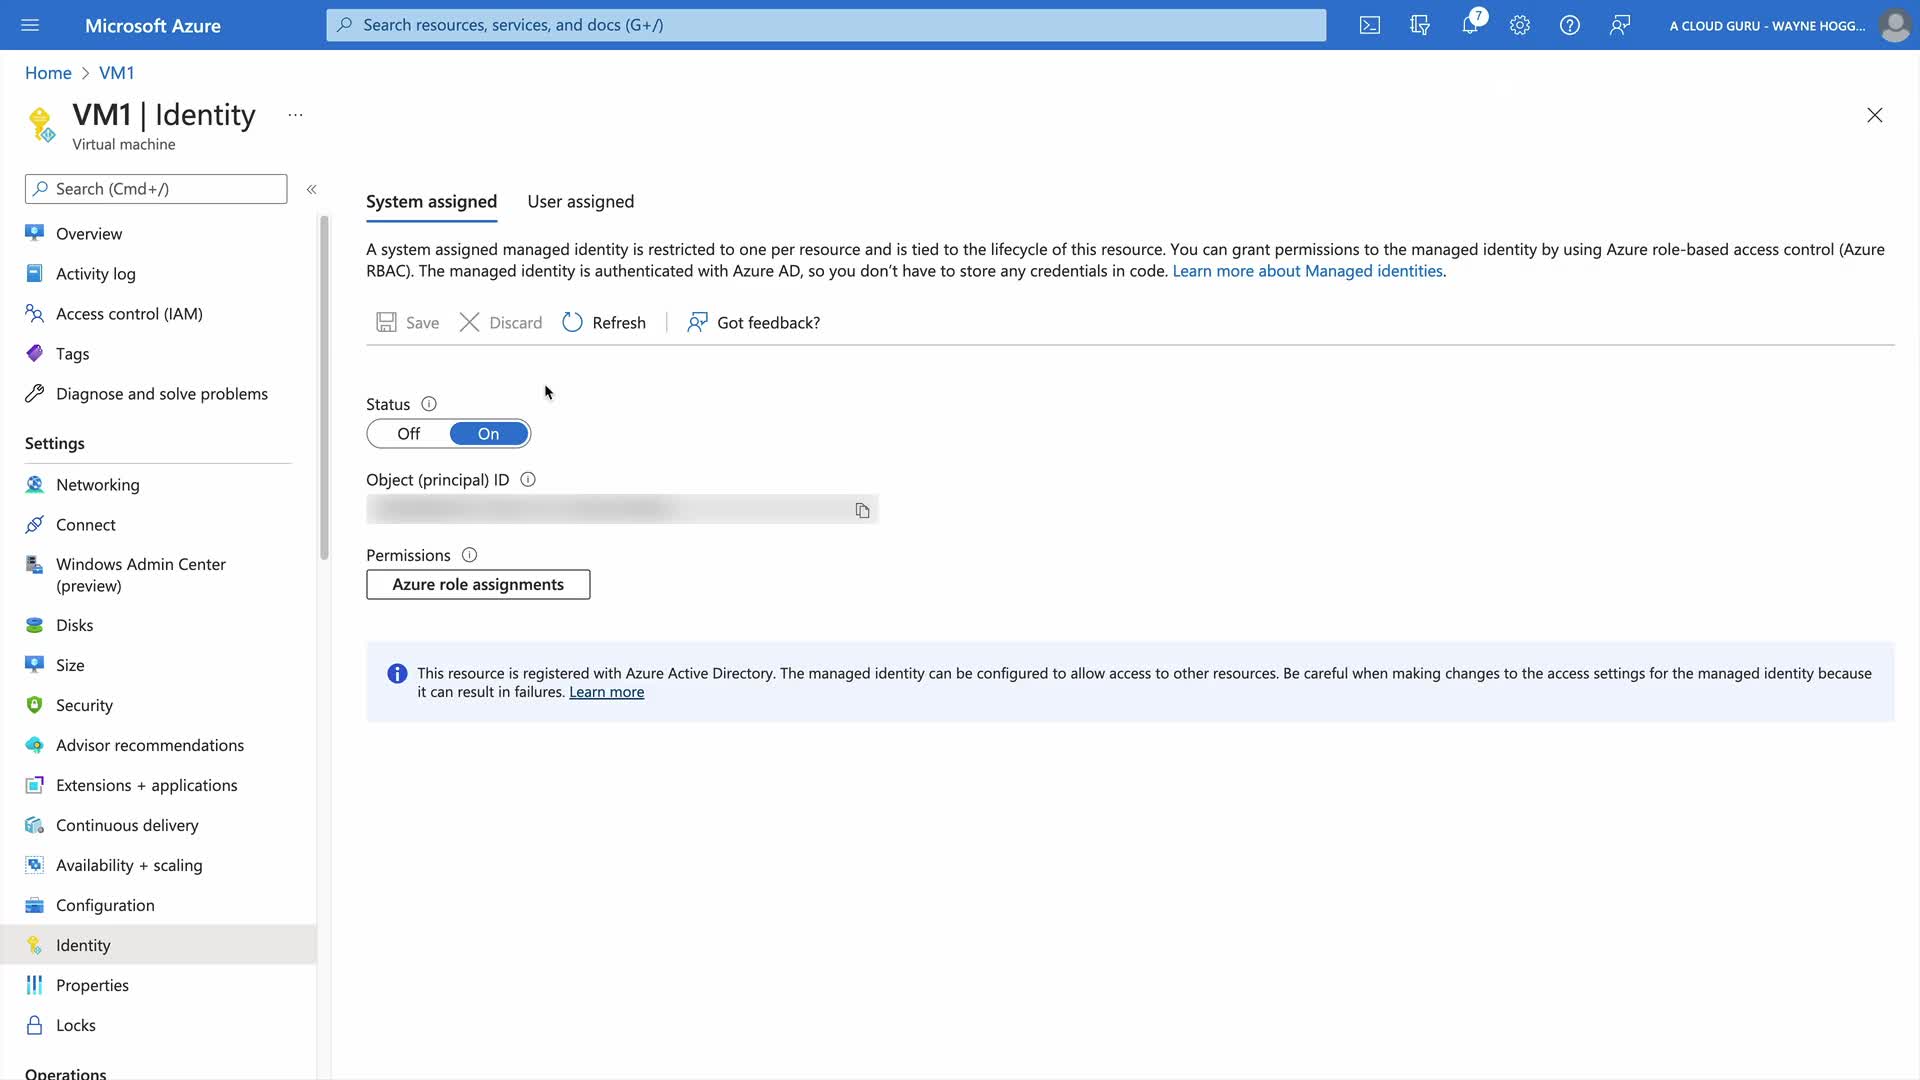 Microsoft Azure
Search resources, services, and docs (G+/)
7
A CLOUD GURU - WAYNE HOGG...
Home > VM1
VM1 | Identity ...
Virtual machine
Search (Cmd+/)
«
Overview
Activity log
Access control (IAM)
Tags
Diagnose and solve problems
Settings
Networking
Connect
Windows Admin Center
(preview)
Disks
Size
Security
Advisor recommendations
Extensions + applications
Continuous delivery
Availability + scaling
Configuration
Identity
Properties
Locks
Operations
System assigned User assigned
A system assigned managed identity is restricted to one per resource and is tied to the lifecycle of this resource. You can grant permissions to the managed identity by using Azure role-based access control (Azure
RBAC). The managed identity is authenticated with Azure AD, so you don’t have to store any credentials in code. Learn more about Managed identities.
Save Discard Refresh Got feedback?
Status
Off On
Object (principal) ID
Permissions
Azure role assignments
This resource is registered with Azure Active Directory. The managed identity can be configured to allow access to other resources. Be careful when making changes to the access settings for the managed identity because
it can result in failures. Learn more